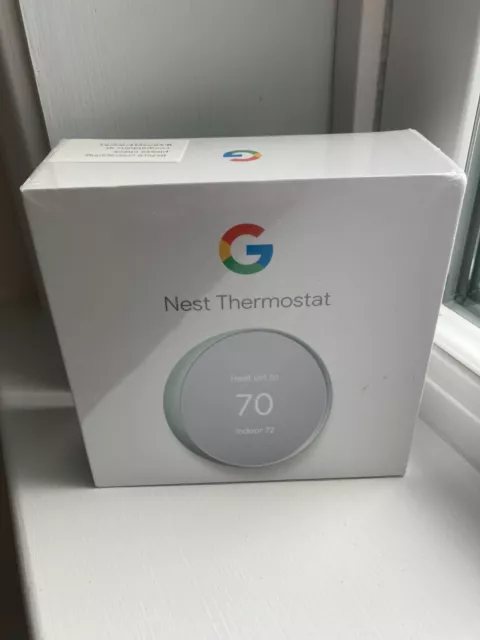 G
Nest Thermostat
Heat set to
70
Indoor 72